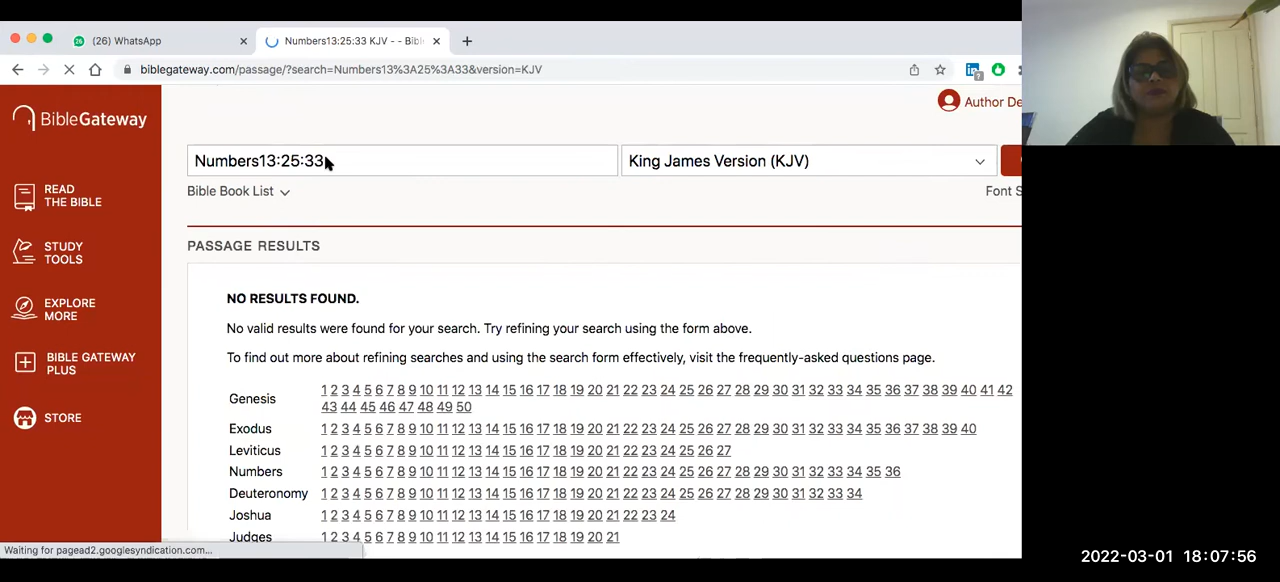 (26) WhatsApp
Numbers13:25:33 KJV - - Bibl
biblegateway.com/passage/?search=Numbers13%3A25%3A33&version=KJV
BibleGateway
Author De
Numbers13:25:33
King James Version (KJV)
Bible Book List
Font S
READ
THE BIBLE
STUDY
TOOLS
EXPLORE
MORE
BIBLE GATEWAY
PLUS
STORE
PASSAGE RESULTS
NO RESULTS FOUND.
No valid results were found for your search. Try refining your search using the form above.
To find out more about refining searches and using the search form effectively, visit the frequently-asked questions page.
Genesis 1 2 3 4 5 6 7 8 9 10 11 12 13 14 15 16 17 18 19 20 21 22 23 24 25 26 27 28 29 30 31 32 33 34 35 36 37 38 39 40 41 42
43 44 45 46 47 48 49 50
Exodus 1 2 3 4 5 6 7 8 9 10 11 12 13 14 15 16 17 18 19 20 21 22 23 24 25 26 27 28 29 30 31 32 33 34 35 36 37 38 39 40
Leviticus 1 2 3 4 5 6 7 8 9 10 11 12 13 14 15 16 17 18 19 20 21 22 23 24 25 26 27
Numbers 1 2 3 4 5 6 7 8 9 10 11 12 13 14 15 16 17 18 19 20 21 22 23 24 25 26 27 28 29 30 31 32 33 34 35 36
Deuteronomy 1 2 3 4 5 6 7 8 9 10 11 12 13 14 15 16 17 18 19 20 21 22 23 24 25 26 27 28 29 30 31 32 33 34
Joshua 1 2 3 4 5 6 7 8 9 10 11 12 13 14 15 16 17 18 19 20 21 22 23 24
Judges 1 2 3 4 5 6 7 8 9 10 11 12 13 14 15 16 17 18 19 20 21
Waiting for pagead2.googlesyndication.com...
2022-03-01 18:07:56